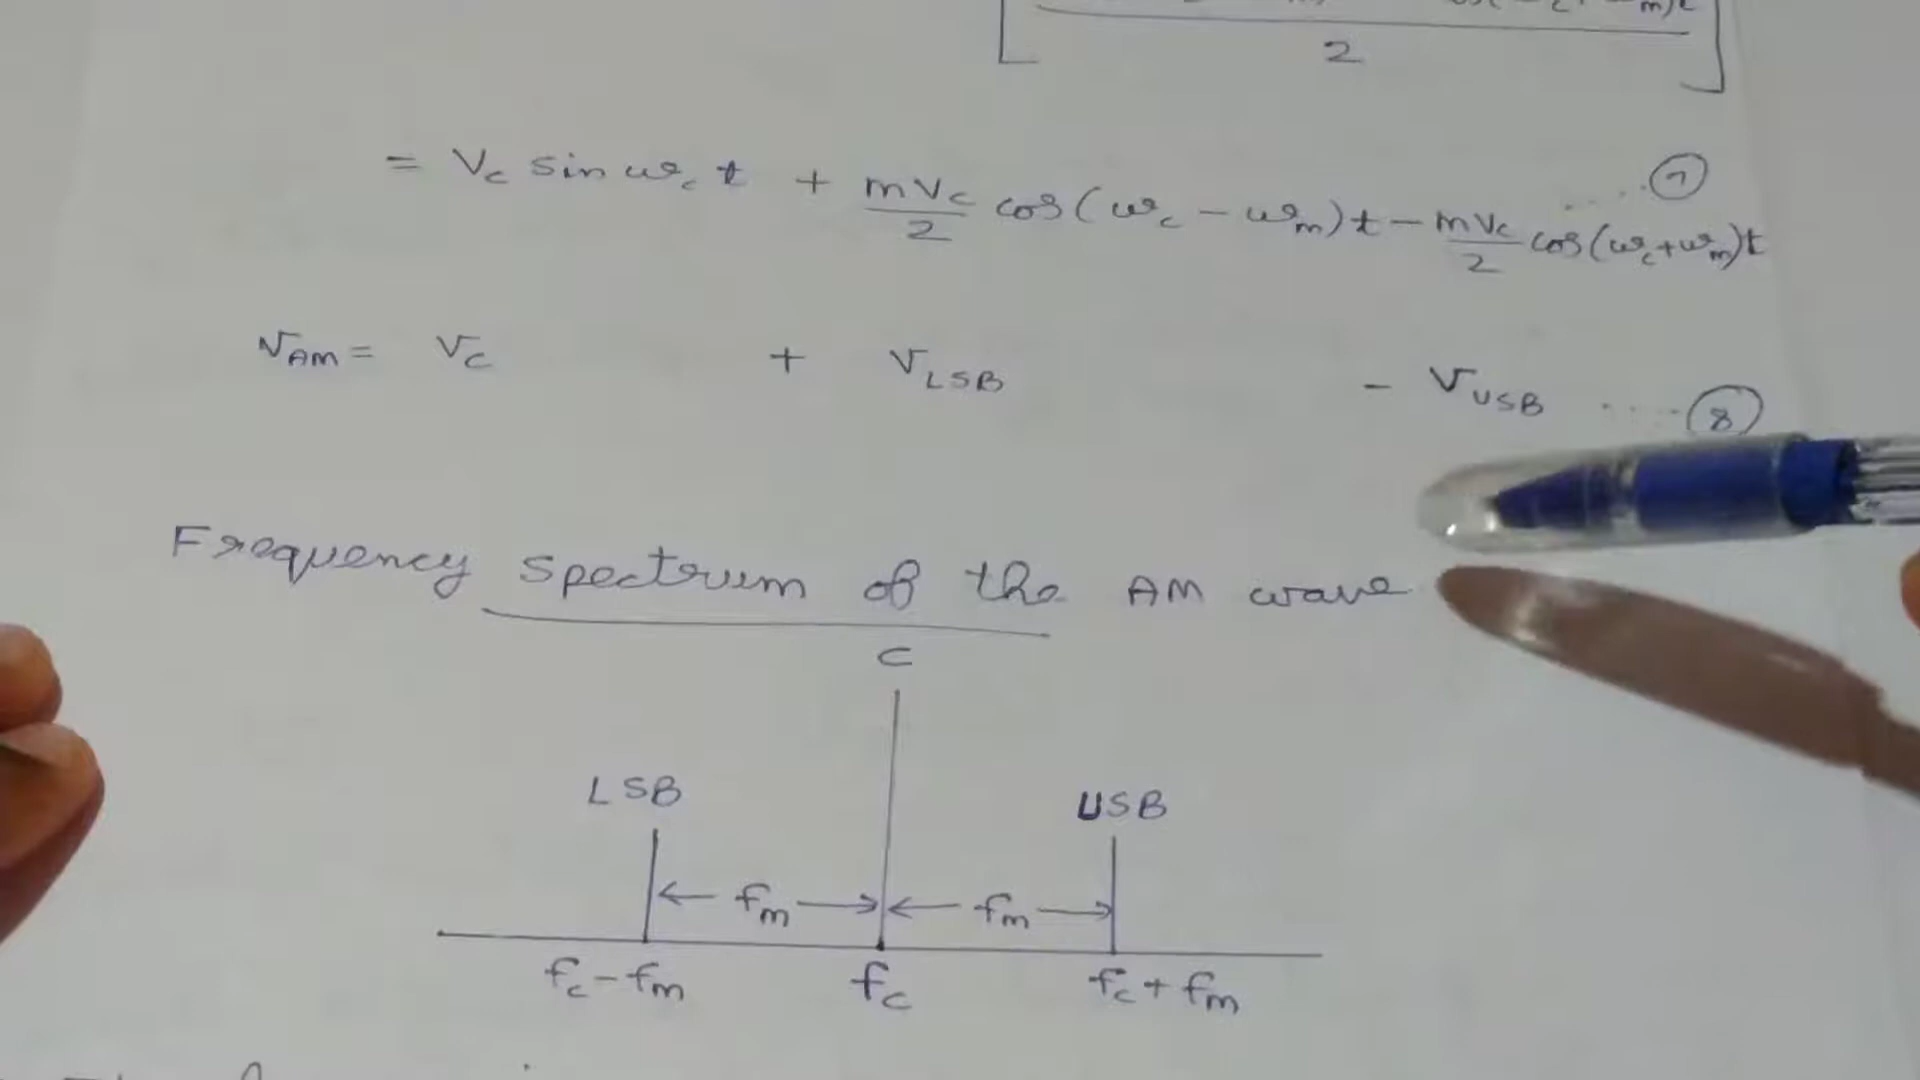 2
= Vc sin ωc t + mVc/2 cos(ωc − ωm)t − mVc/2 cos(ωc+ωm)t ....⑦
VAM = Vc + VLSB − VUSB ....⑧
Frequency spectrum of the AM wave
C
LSB USB
fm fm
fc − fm fc fc + fm